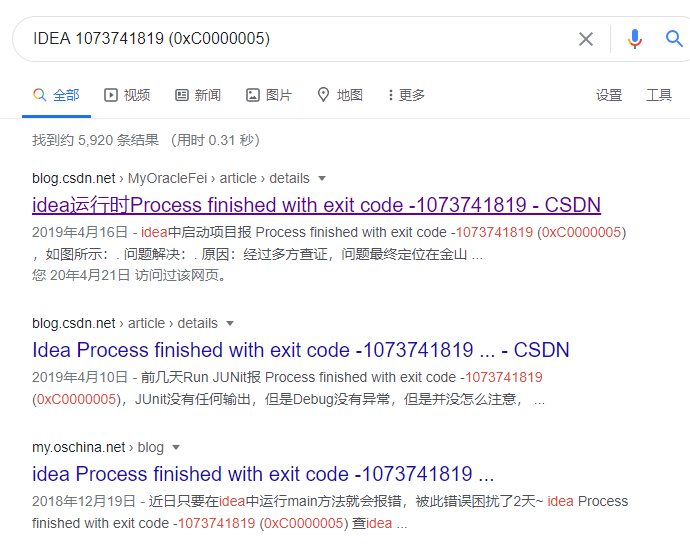 IDEA 1073741819 (0xC0000005)
全部 视频 新闻 图片 地图 更多 设置 工具
找到约 5,920 条结果 （用时 0.31 秒）
blog.csdn.net › MyOracleFei › article › details
idea运行时Process finished with exit code -1073741819 - CSDN
2019年4月16日 - idea中启动项目报 Process finished with exit code -1073741819 (0xC0000005)
，如图所示：. 问题解决：. 原因：经过多方查证，问题最终定位在金山 ...
您 20年4月21日 访问过该网页。
blog.csdn.net › article › details
Idea Process finished with exit code -1073741819 ... - CSDN
2019年4月10日 - 前几天Run JUNit报 Process finished with exit code -1073741819
(0xC0000005)，JUnit没有任何输出，但是Debug没有异常，但是并没怎么注意， ...
my.oschina.net › blog
idea Process finished with exit code -1073741819 ...
2018年12月19日 - 近日只要在idea中运行main方法就会报错，被此错误困扰了2天~ idea Process
finished with exit code -1073741819 (0xC0000005) 查idea ...